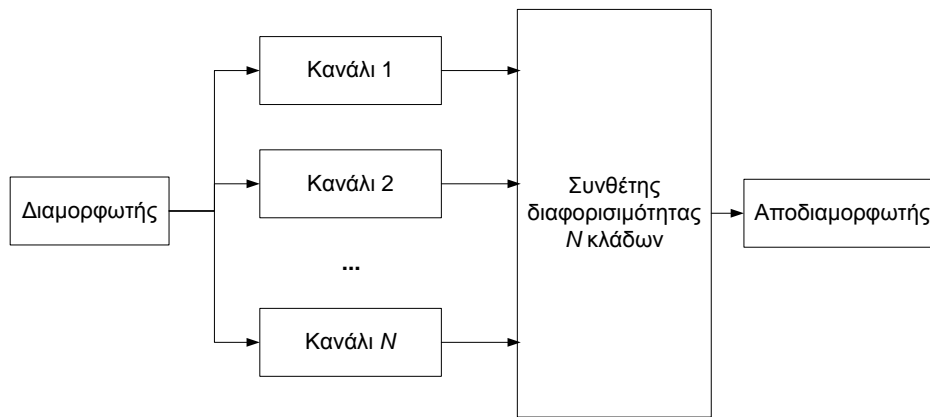 Κανάλι 1
Κανάλι 2
Διαμορφωτής
Συνθέτης
διαφορισιμότητας
N κλάδων
Αποδιαμορφωτής
...
Κανάλι N